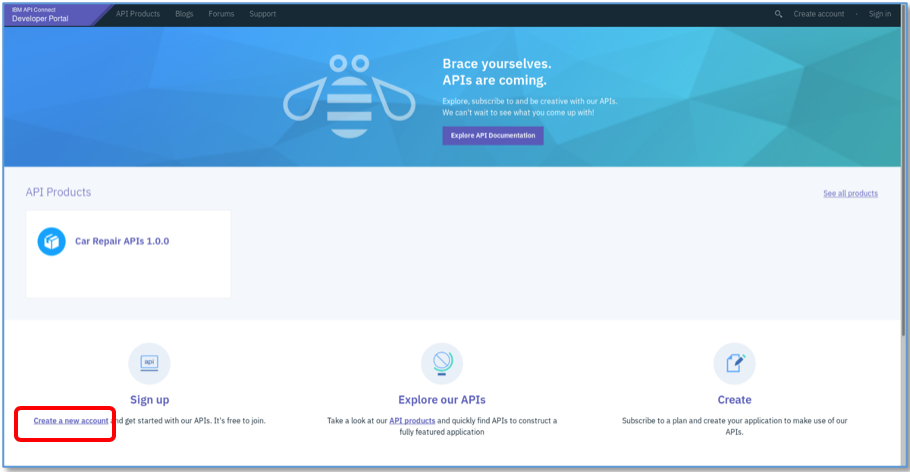 IBM API Connect
Developer Portal
API Products
Blogs
Forums
Support
Create account
Sign in
Brace yourselves.
APIs are coming.
Explore, subscribe to and be creative with our APIs.
We can't wait to see what you come up with!
Explore API Documentation
API Products
See all products
Car Repair APIs 1.0.0
api
Sign up
Create a new account and get started with our APIs. It's free to join.
Explore our APIs
Take a look at our API products and quickly find APIs to construct a
fully featured application
Create
Subscribe to a plan and create your application to make use of our
APIs.